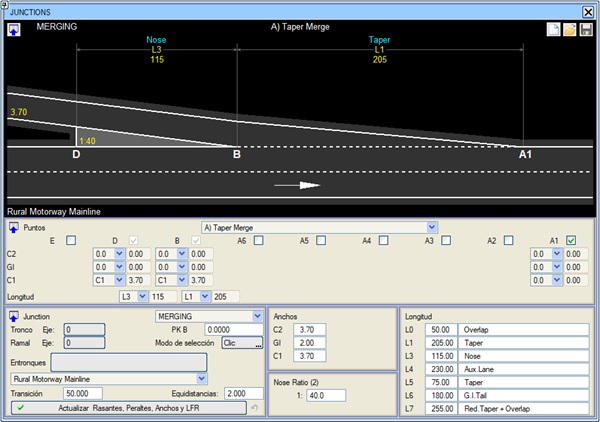 JUNCTIONS
MERGING A) Taper Merge
Nose Taper
L3 L1
115 205
3.70
1:40
D B A1
Rural Motorway Mainline
Puntos A) Taper Merge
E D B A6 A5 A4 A3 A2 A1
C2 0.0 0.00 0.0 0.00 0.0 0.00
GI 0.0 0.00 0.0 0.00 0.0 0.00
C1 C1 3.70 C1 3.70 0.0 0.00
Longitud L3 115 L1 205
Junction MERGING
Tronco Eje: 0 PK B 0.0000
Ramal Eje: 0 Modo de selección Clic ...
Entronques
Rural Motorway Mainline
Transición 50.000 Equidistancias: 2.000
Actualizar Rasantes, Peraltes, Anchos y LFR
Anchos
C2 3.70
GI 2.00
C1 3.70
Nose Ratio (2)
1: 40.0
Longitud
L0 50.00 Overlap
L1 205.00 Taper
L3 115.00 Nose
L4 230.00 Aux.Lane
L5 75.00 Taper
L6 180.00 G.I.Tail
L7 255.00 Red.Taper + Overlap